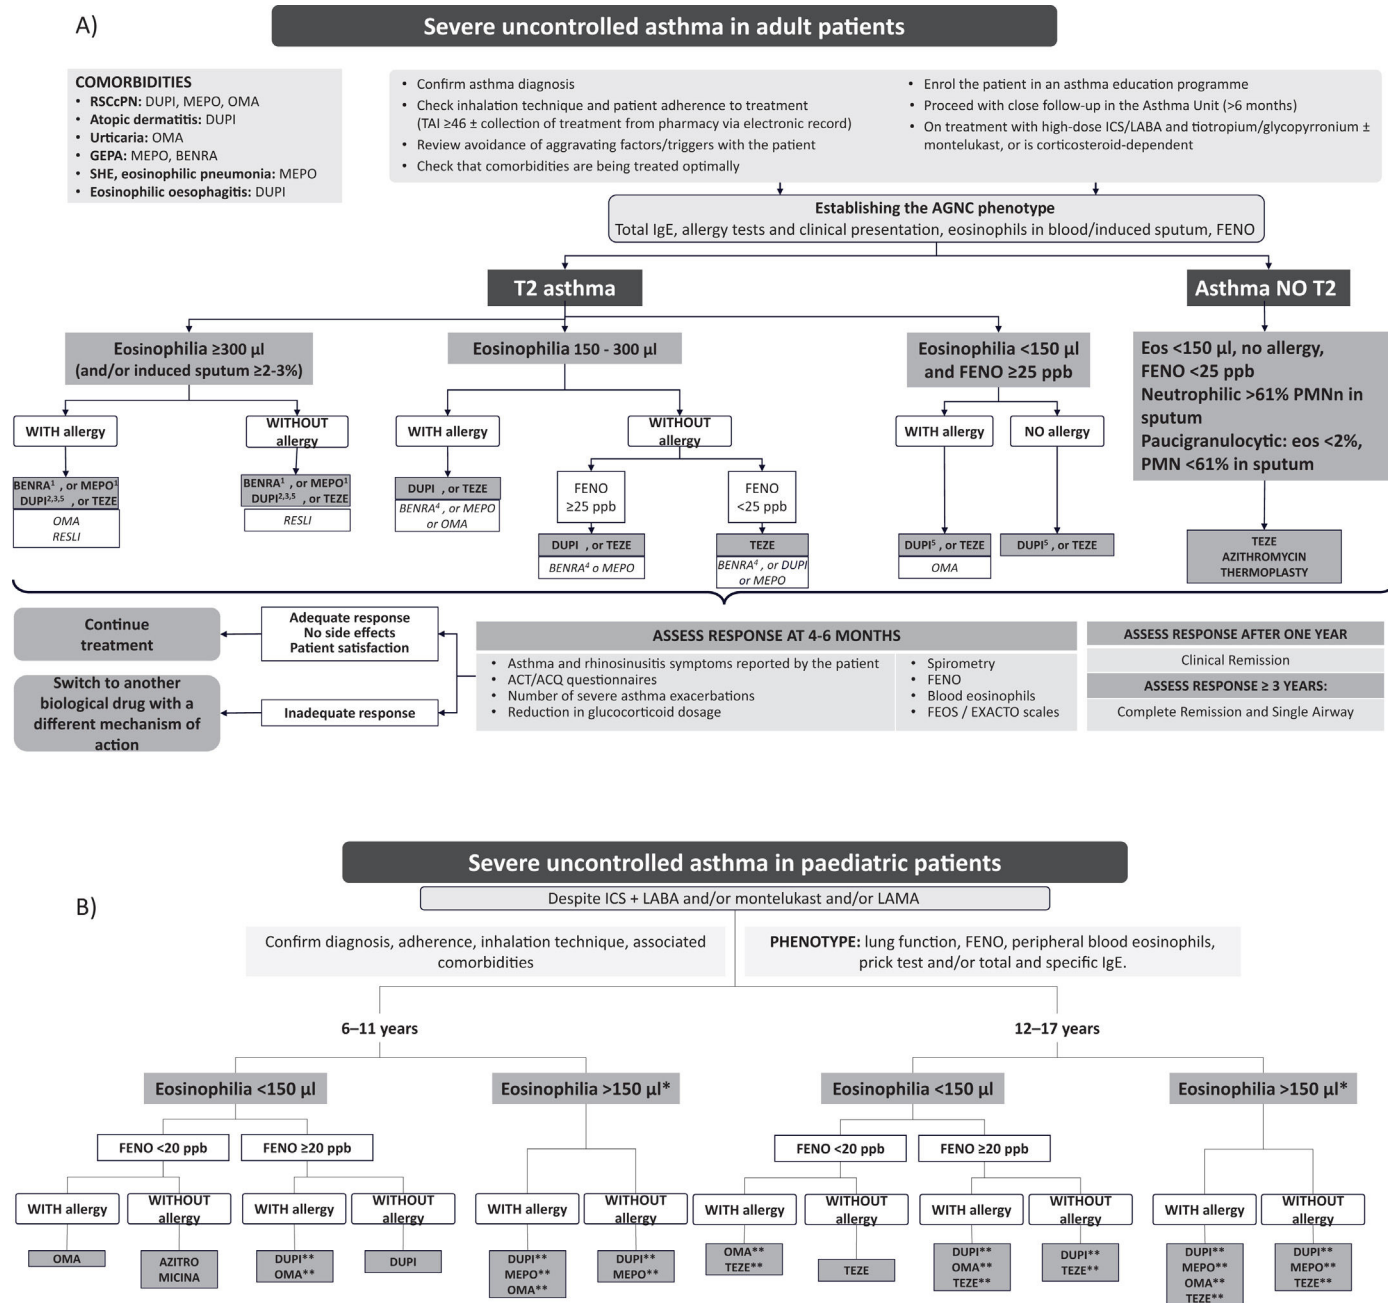 A)
Severe uncontrolled asthma in adult patients
COMORBIDITIES
• RSCcPN: DUPI, MEPO, OMA
• Atopic dermatitis: DUPI
• Urticaria: OMA
• GEPA: MEPO, BENRA
• SHE, eosinophilic pneumonia: MEPO
• Eosinophilic oesophagitis: DUPI
• Confirm asthma diagnosis
• Check inhalation technique and patient adherence to treatment
(TAI ≥46 ± collection of treatment from pharmacy via electronic record)
• Review avoidance of aggravating factors/triggers with the patient
• Check that comorbidities are being treated optimally
• Enrol the patient in an asthma education programme
• Proceed with close follow-up in the Asthma Unit (>6 months)
• On treatment with high-dose ICS/LABA and tiotropium/glycopyrronium ±
montelukast, or is corticosteroid-dependent
Establishing the AGNC phenotype
Total IgE, allergy tests and clinical presentation, eosinophils in blood/induced sputum, FENO
T2 asthma
Asthma NO T2
Eosinophilia ≥300 µl
(and/or induced sputum ≥2-3%)
Eosinophilia 150 - 300 µl
Eosinophilia <150 µl
and FENO ≥25 ppb
Eos <150 µl, no allergy,
FENO <25 ppb
Neutrophilic >61% PMNn in
sputum
Paucigranulocytic: eos <2%,
PMN <61% in sputum
WITH allergy
WITHOUT
allergy
WITH allergy
WITHOUT
allergy
WITH allergy
NO allergy
BENRA¹ , or MEPO¹
DUPI²,³,⁵ , or TEZE
OMA
RESLI
BENRA¹ , or MEPO¹
DUPI²,³,⁵ , or TEZE
RESLI
DUPI , or TEZE
BENRA⁴ , or MEPO
or OMA
FENO
≥25 ppb
FENO
<25 ppb
DUPI , or TEZE
BENRA⁴ o MEPO
TEZE
BENRA⁴, or DUPI
or MEPO
DUPI⁵, or TEZE
OMA
DUPI⁵, or TEZE
TEZE
AZITHROMYCIN
THERMOPLASTY
Continue
treatment
Adequate response
No side effects
Patient satisfaction
Switch to another
biological drug with a
different mechanism of
action
Inadequate response
ASSESS RESPONSE AT 4-6 MONTHS
• Asthma and rhinosinusitis symptoms reported by the patient
• ACT/ACQ questionnaires
• Number of severe asthma exacerbations
• Reduction in glucocorticoid dosage
• Spirometry
• FENO
• Blood eosinophils
• FEOS / EXACTO scales
ASSESS RESPONSE AFTER ONE YEAR
Clinical Remission
ASSESS RESPONSE ≥ 3 YEARS:
Complete Remission and Single Airway
B)
Severe uncontrolled asthma in paediatric patients
Despite ICS + LABA and/or montelukast and/or LAMA
Confirm diagnosis, adherence, inhalation technique, associated
comorbidities
PHENOTYPE: lung function, FENO, peripheral blood eosinophils,
prick test and/or total and specific IgE.
6–11 years
12–17 years
Eosinophilia <150 µl
Eosinophilia >150 µl*
Eosinophilia <150 µl
Eosinophilia >150 µl*
FENO <20 ppb
FENO ≥20 ppb
FENO <20 ppb
FENO ≥20 ppb
WITH allergy
WITHOUT
allergy
WITH allergy
WITHOUT
allergy
WITH allergy
WITHOUT
allergy
WITH allergy
WITHOUT
allergy
WITH allergy
WITHOUT
allergy
WITH allergy
WITHOUT
allergy
OMA
AZITRO
MICINA
DUPI**
OMA**
DUPI
DUPI**
MEPO**
OMA**
DUPI**
MEPO**
OMA**
TEZE**
TEZE
DUPI**
OMA**
TEZE**
DUPI**
TEZE**
DUPI**
MEPO**
OMA**
TEZE**
DUPI**
MEPO**
TEZE**